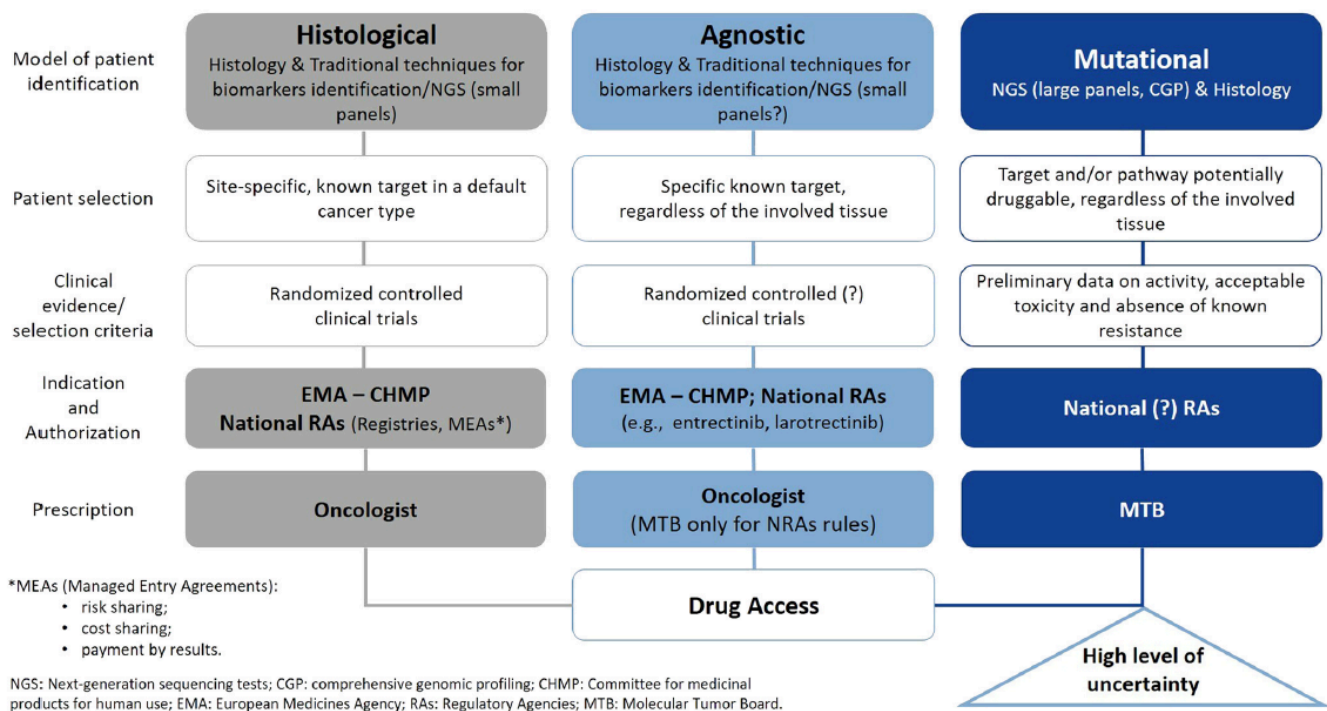 Model of patient
identification
Histological
Histology & Traditional techniques for
biomarkers identification/NGS (small
panels)
Agnostic
Histology & Traditional techniques for
biomarkers identification/NGS (small
panels?)
Mutational
NGS (large panels, CGP) & Histology
Patient selection
Site-specific, known target in a default
cancer type
Specific known target,
regardless of the involved tissue
Target and/or pathway potentially
druggable, regardless of the involved
tissue
Clinical
evidence/
selection criteria
Randomized controlled
clinical trials
Randomized controlled (?)
clinical trials
Preliminary data on activity, acceptable
toxicity and absence of known
resistance
Indication
and
Authorization
EMA – CHMP
National RAs (Registries, MEAs*)
EMA – CHMP; National RAs
(e.g., entrectinib, larotrectinib)
National (?) RAs
Prescription
Oncologist
Oncologist
(MTB only for NRAs rules)
MTB
Drug Access
*MEAs (Managed Entry Agreements):
• risk sharing;
• cost sharing;
• payment by results.
High level of
uncertainty
NGS: Next-generation sequencing tests; CGP: comprehensive genomic profiling; CHMP: Committee for medicinal
products for human use; EMA: European Medicines Agency; RAs: Regulatory Agencies; MTB: Molecular Tumor Board.